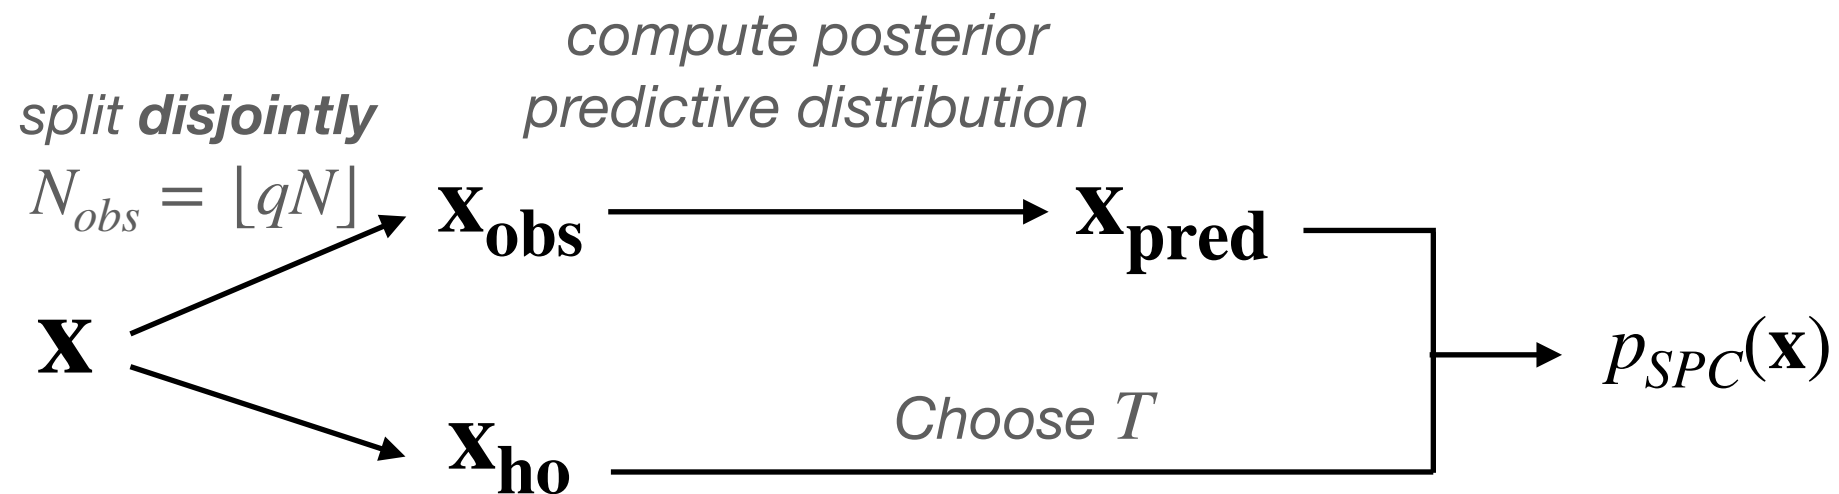 compute posterior
predictive distribution
split disjointly
N_obs = ⌊qN⌋
x_obs
x_pred
x
p_SPC(x)
Choose T
x_ho